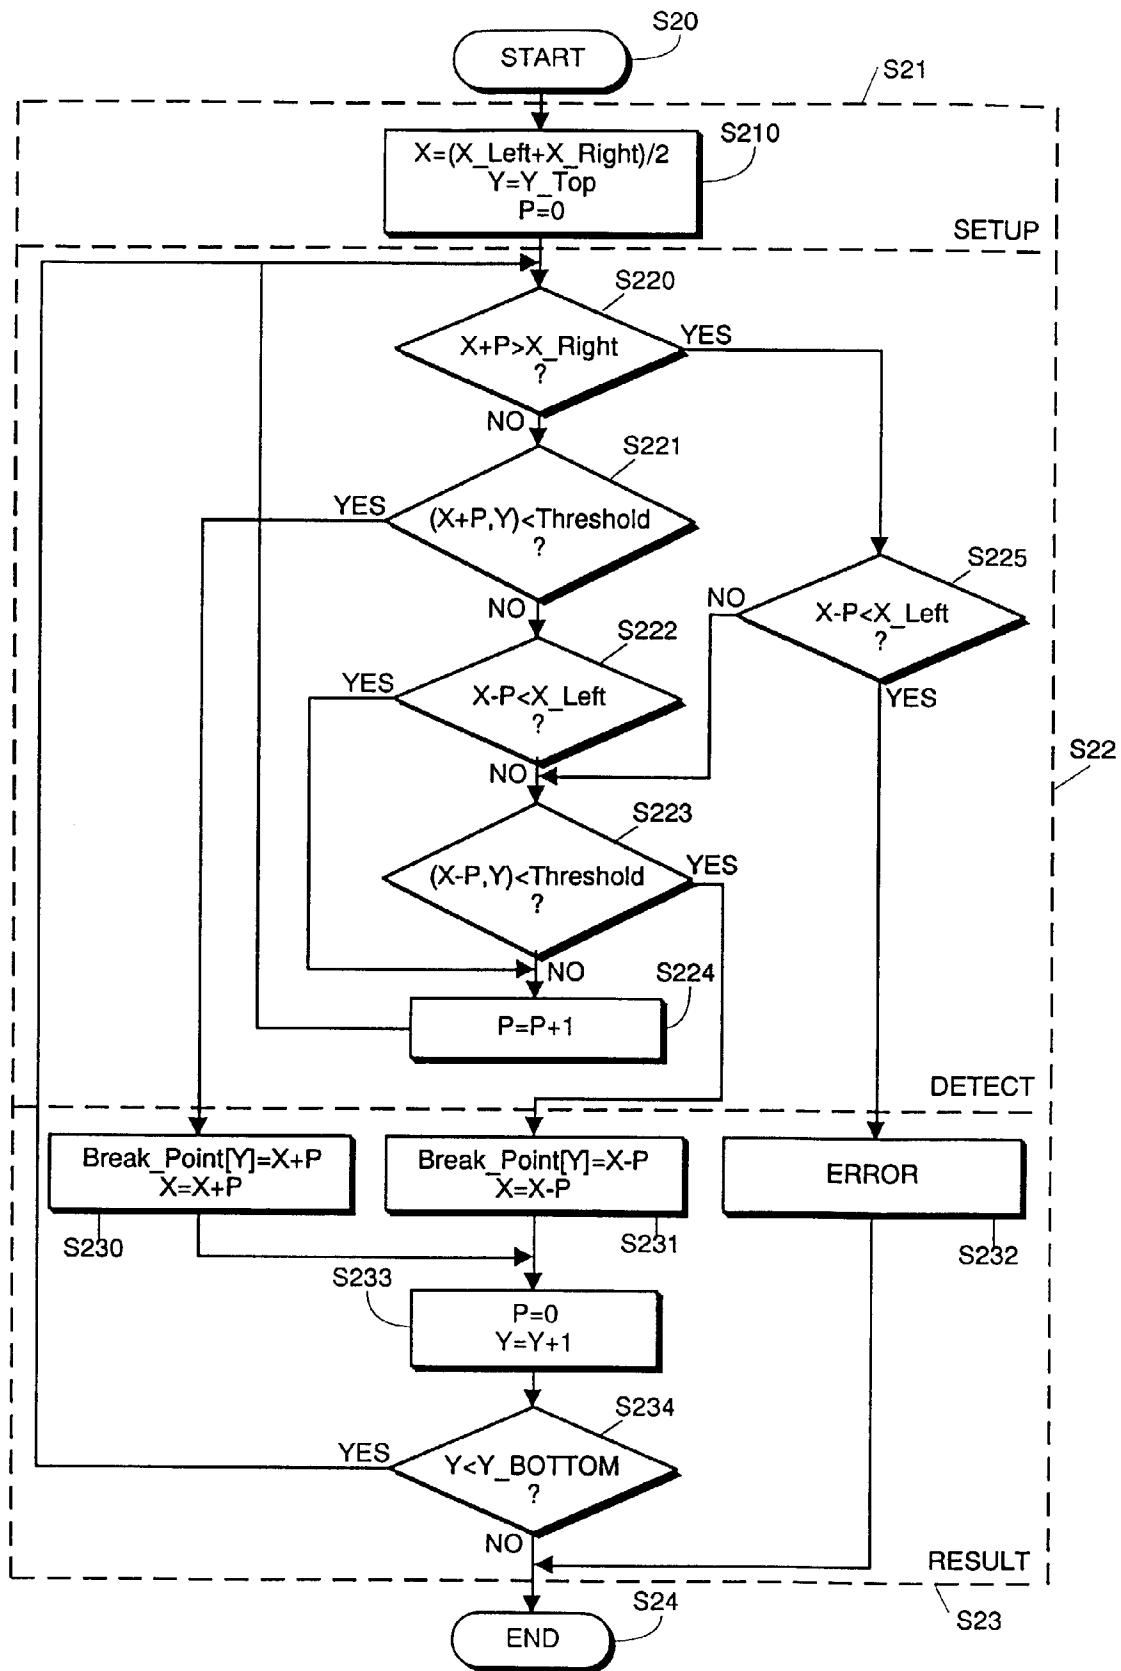 S20
START
S21
S210
X=(X_Left+X_Right)/2
Y=Y_Top
P=0
SETUP
S220
X+P>X_Right
?
YES
NO
S221
YES
(X+P,Y)<Threshold
?
NO
S225
NO
X-P<X_Left
?
YES
S222
YES
X-P<X_Left
?
NO
S22
S223
(X-P,Y)<Threshold
?
YES
NO
S224
P=P+1
DETECT
Break_Point[Y]=X+P
X=X+P
S230
Break_Point[Y]=X-P
X=X-P
S231
ERROR
S232
S233
P=0
Y=Y+1
S234
YES
Y<Y_BOTTOM
?
NO
RESULT
S23
S24
END